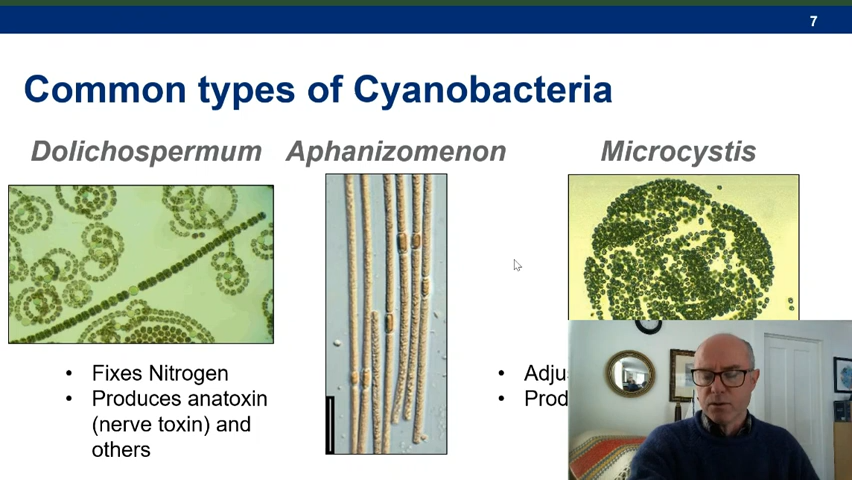 7
Common types of Cyanobacteria
Dolichospermum Aphanizomenon Microcystis
• Fixes Nitrogen
• Produces anatoxin
(nerve toxin) and
others
• Adju
• Prod